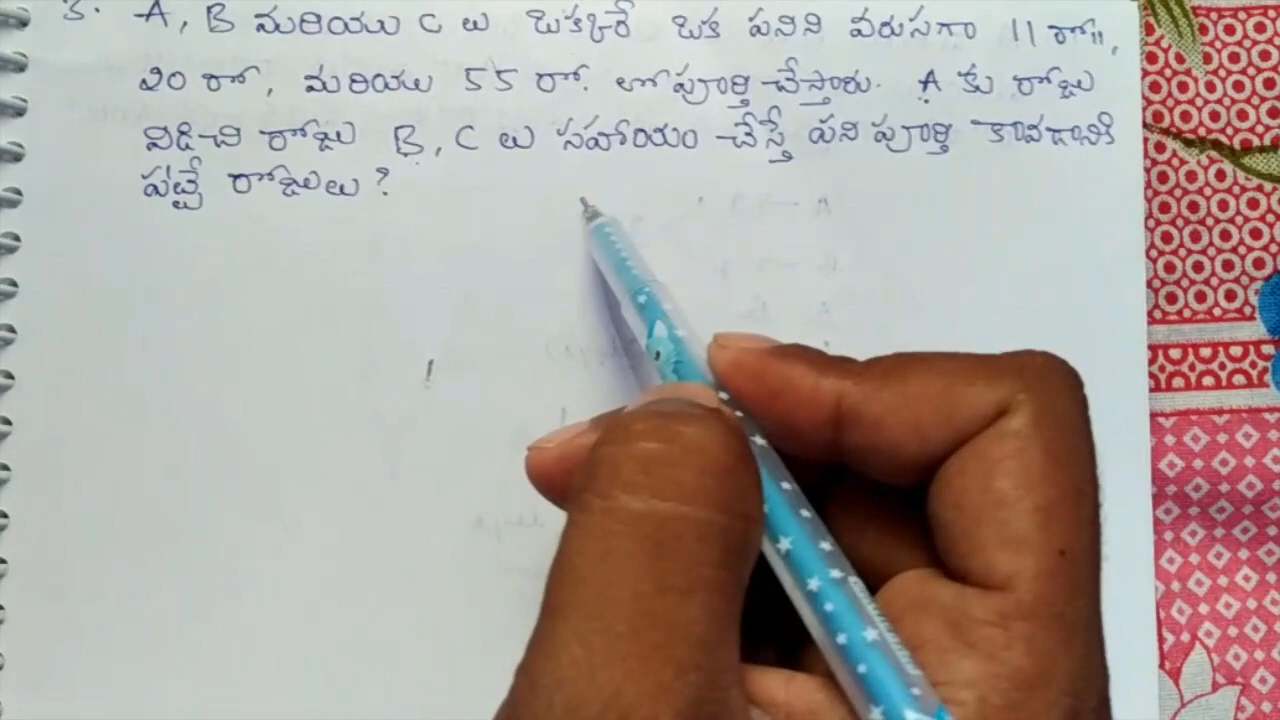 3. A, B మరియు C లు ఒక్కరే ఒక పనిని వరుసగా 11 రో॥,
20 రో, మరియు 55 రో. లో పూర్తి చేస్తారు. A కు రోజు
విడిచి రోజు B, C లు సహాయం చేస్తే పని పూర్తి కావడానికి
పట్టే రోజులు?